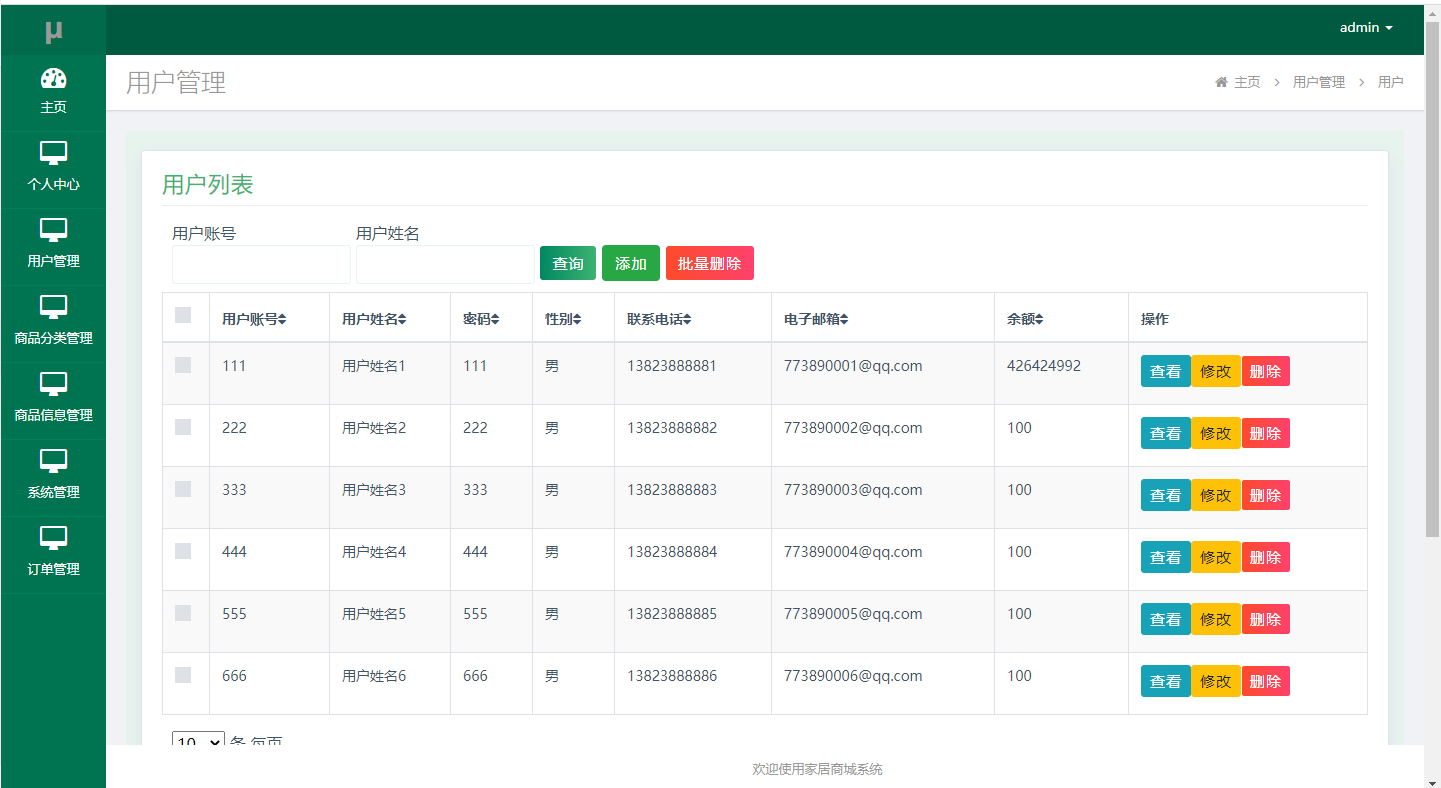 µ
admin
主页
个人中心
用户管理
商品分类管理
商品信息管理
系统管理
订单管理
用户管理
主页 > 用户管理 > 用户
用户列表
用户账号 用户姓名
查询 添加 批量删除
用户账号 用户姓名 密码 性别 联系电话 电子邮箱 余额 操作
111 用户姓名1 111 男 13823888881 773890001@qq.com 426424992 查看 修改 删除
222 用户姓名2 222 男 13823888882 773890002@qq.com 100 查看 修改 删除
333 用户姓名3 333 男 13823888883 773890003@qq.com 100 查看 修改 删除
444 用户姓名4 444 男 13823888884 773890004@qq.com 100 查看 修改 删除
555 用户姓名5 555 男 13823888885 773890005@qq.com 100 查看 修改 删除
666 用户姓名6 666 男 13823888886 773890006@qq.com 100 查看 修改 删除
10 条 每页
欢迎使用家居商城系统